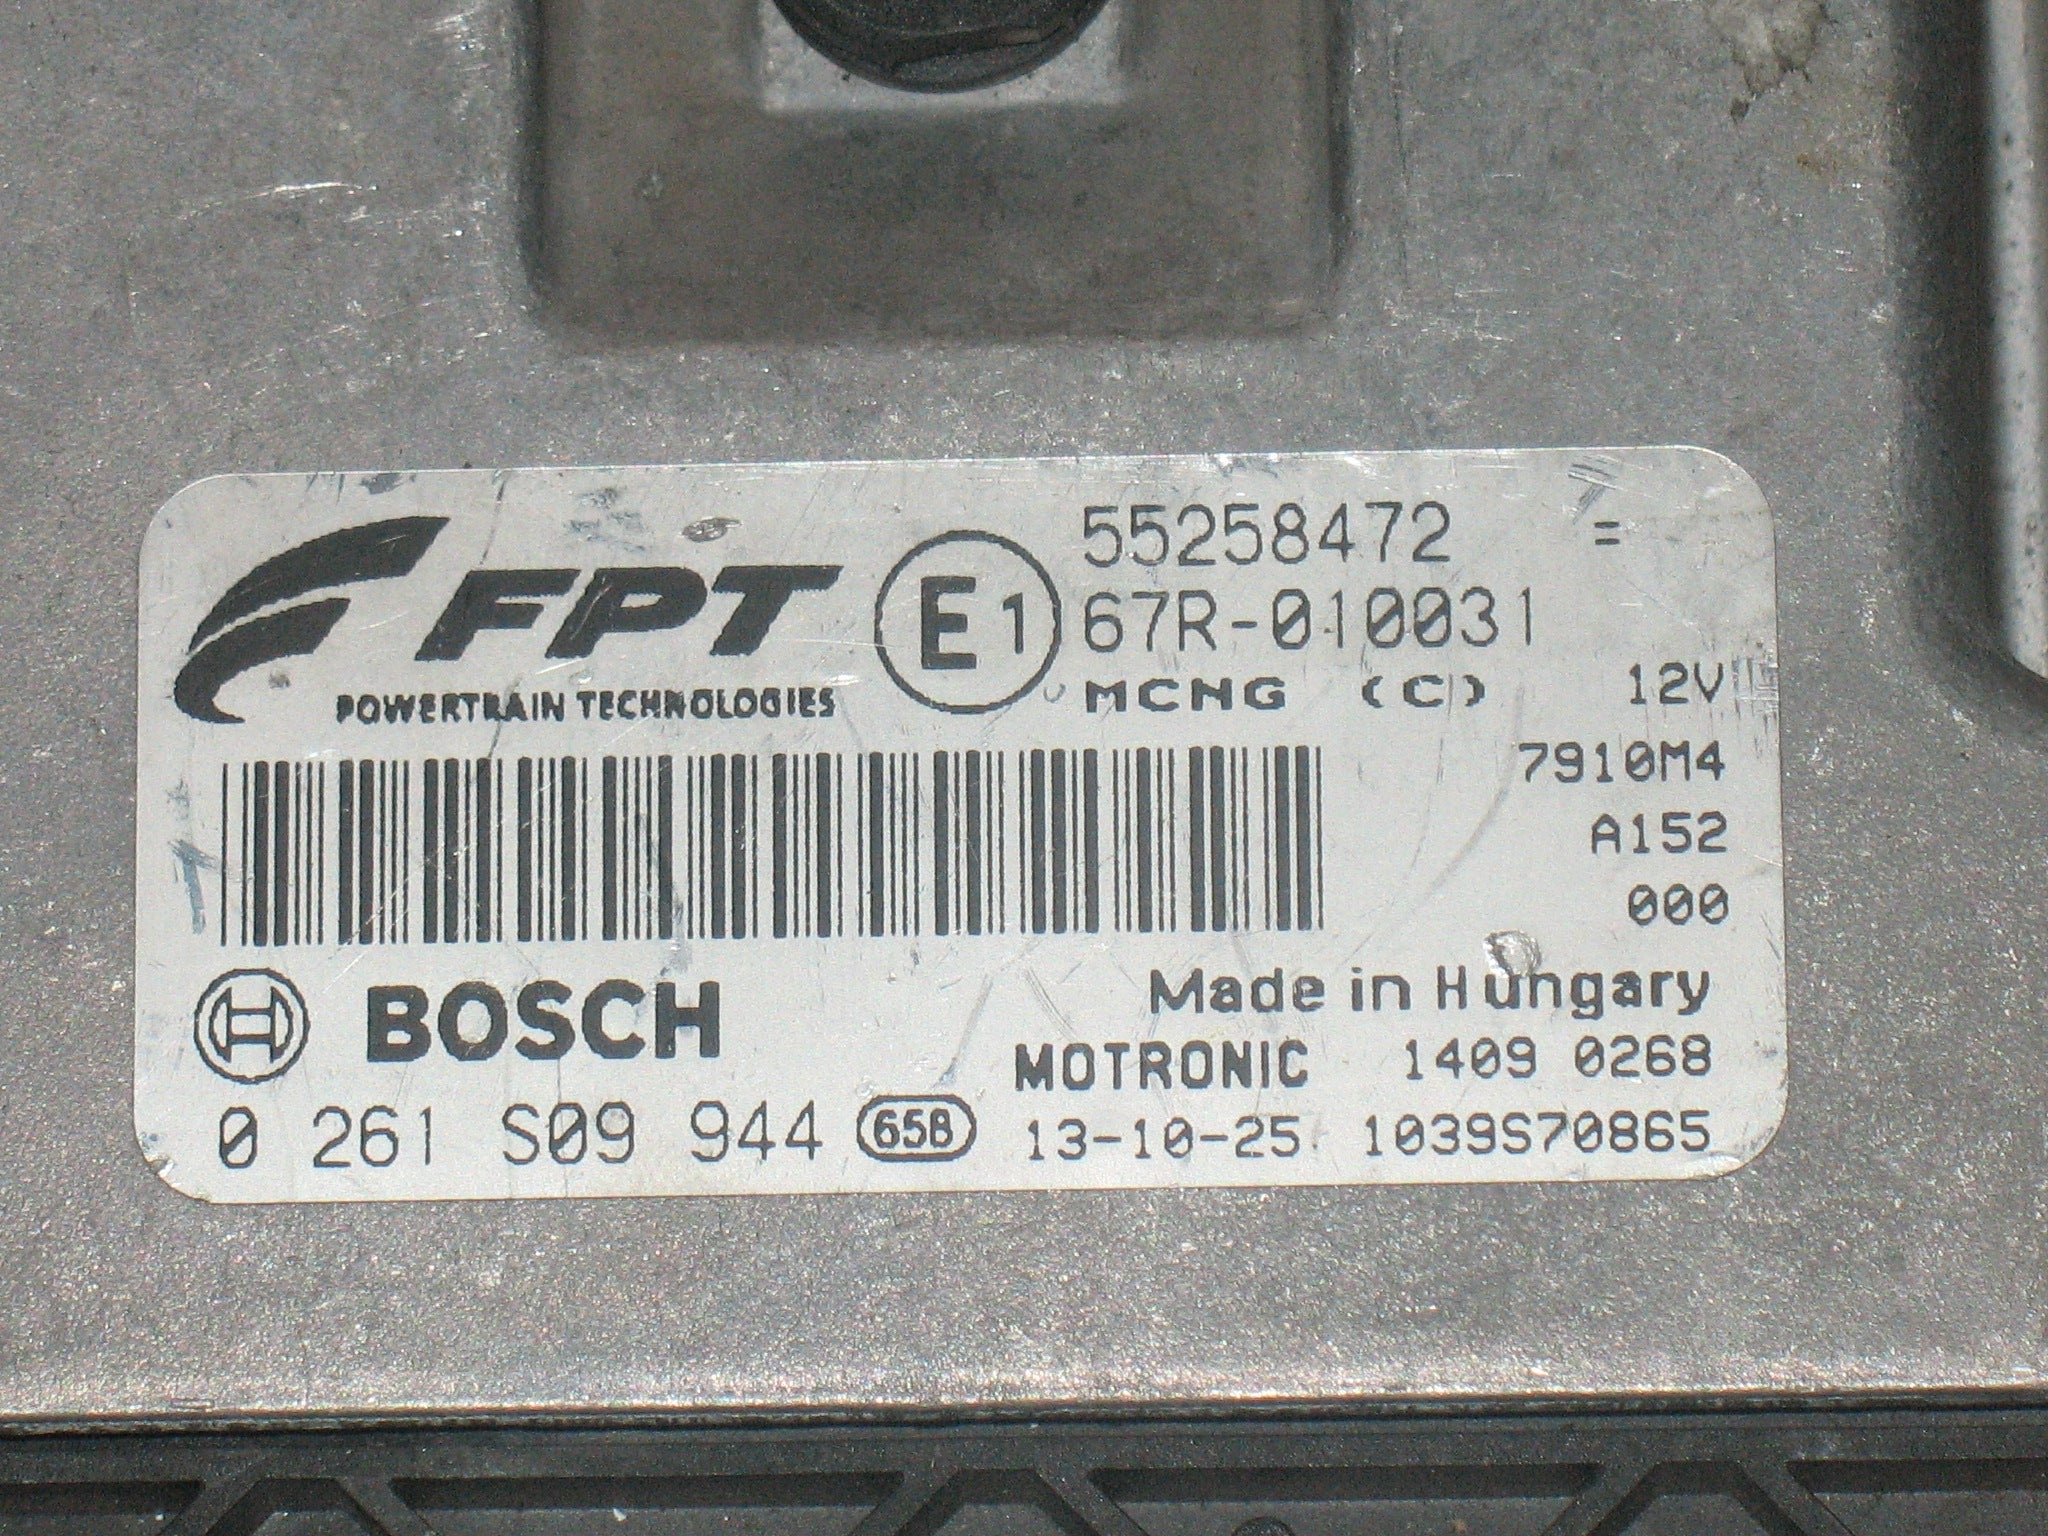 FPT
POWERTRAIN TECHNOLOGIES
E1
55258472 =
67R-010031
MCNG (C) 12V
7910M4
A152
000
BOSCH
Made in Hungary
MOTRONIC 1409 0268
0 261 S09 944 65B 13-10-25 1039S70865